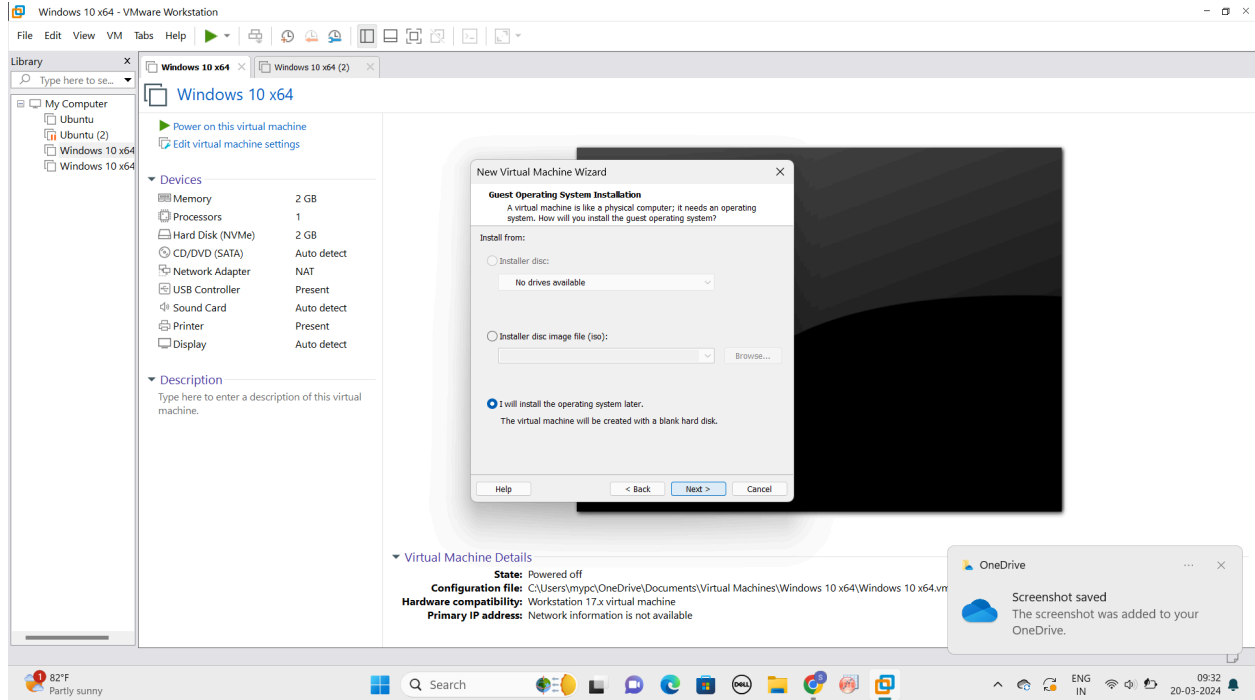 Windows 10 x64 - VMware Workstation
File Edit View VM Tabs Help
Library X
Type here to se...
My Computer
Ubuntu
Ubuntu (2)
Windows 10 x64
Windows 10 x64
Windows 10 x64
Windows 10 x64 (2)
Windows 10 x64
Power on this virtual machine
Edit virtual machine settings
Devices
Memory 2 GB
Processors 1
Hard Disk (NVMe) 2 GB
CD/DVD (SATA) Auto detect
Network Adapter NAT
USB Controller Present
Sound Card Auto detect
Printer Present
Display Auto detect
Description
Type here to enter a description of this virtual
machine.
New Virtual Machine Wizard
Guest Operating System Installation
A virtual machine is like a physical computer; it needs an operating
system. How will you install the guest operating system?
Install from:
Installer disc:
No drives available
Installer disc image file (iso):
Browse...
I will install the operating system later.
The virtual machine will be created with a blank hard disk.
Help < Back Next > Cancel
Virtual Machine Details
State: Powered off
Configuration file: C:\Users\mypc\OneDrive\Documents\Virtual Machines\Windows 10 x64\Windows 10 x64.vm
Hardware compatibility: Workstation 17.x virtual machine
Primary IP address: Network information is not available
OneDrive ...
Screenshot saved
The screenshot was added to your
OneDrive.
1
82°F
Partly sunny
Search
DELL
ENG
IN
09:32
20-03-2024